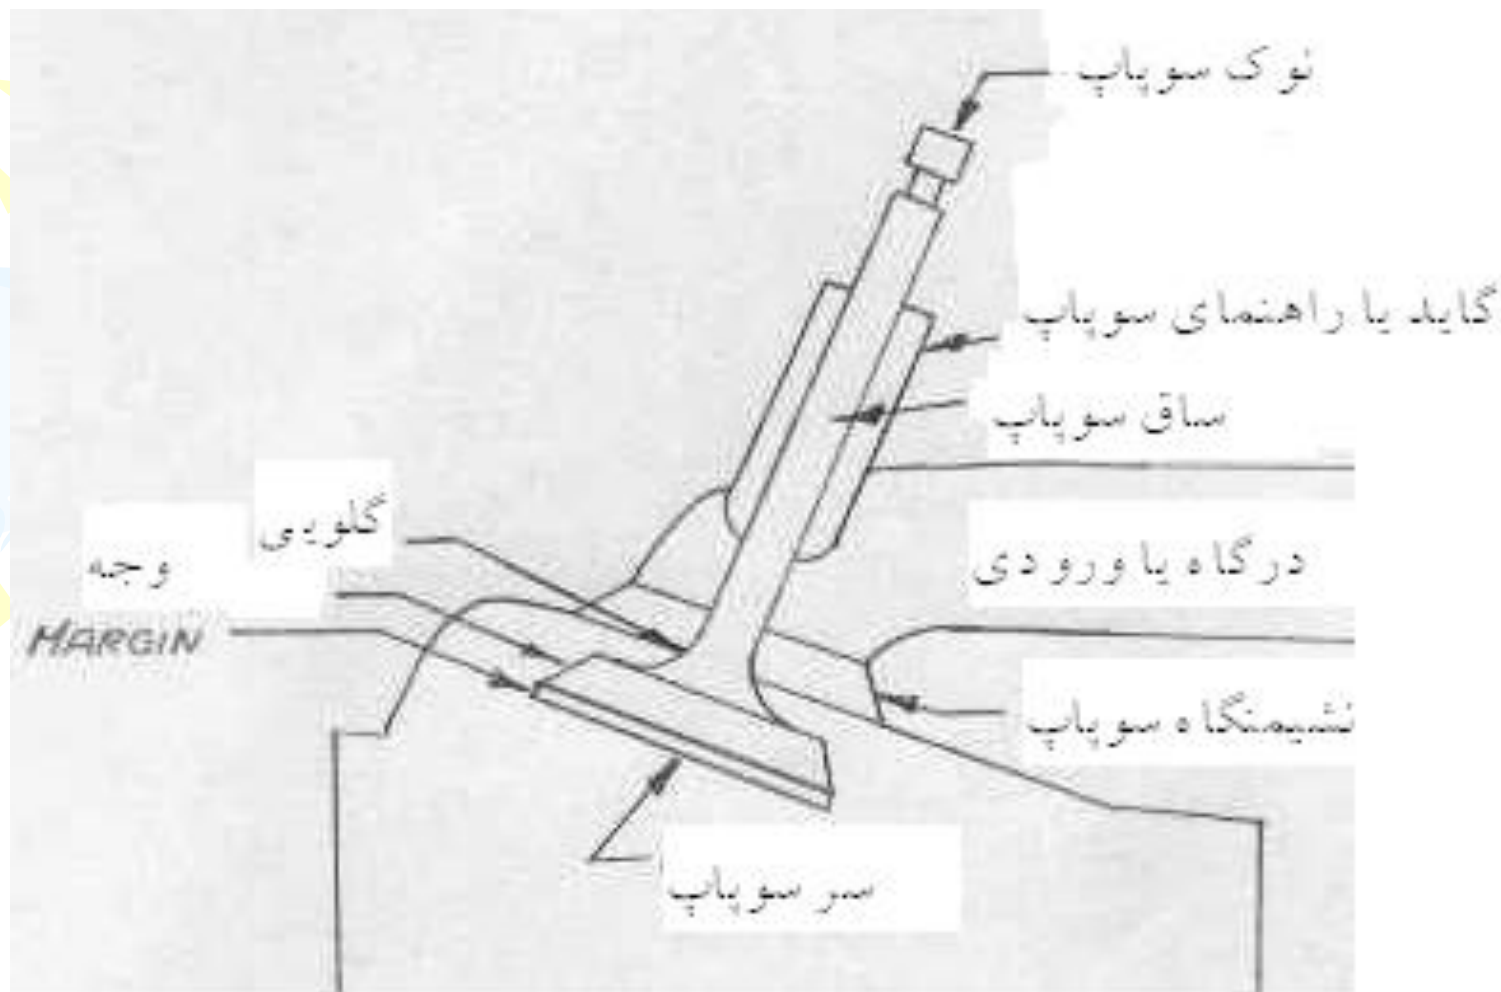 نوک سوپاپ
گاید یا راهنمای سوپاپ
ساق سوپاپ
گلویی
وجه
درگاه یا ورودی
MARGIN
نشیمنگاه سوپاپ
سر سوپاپ